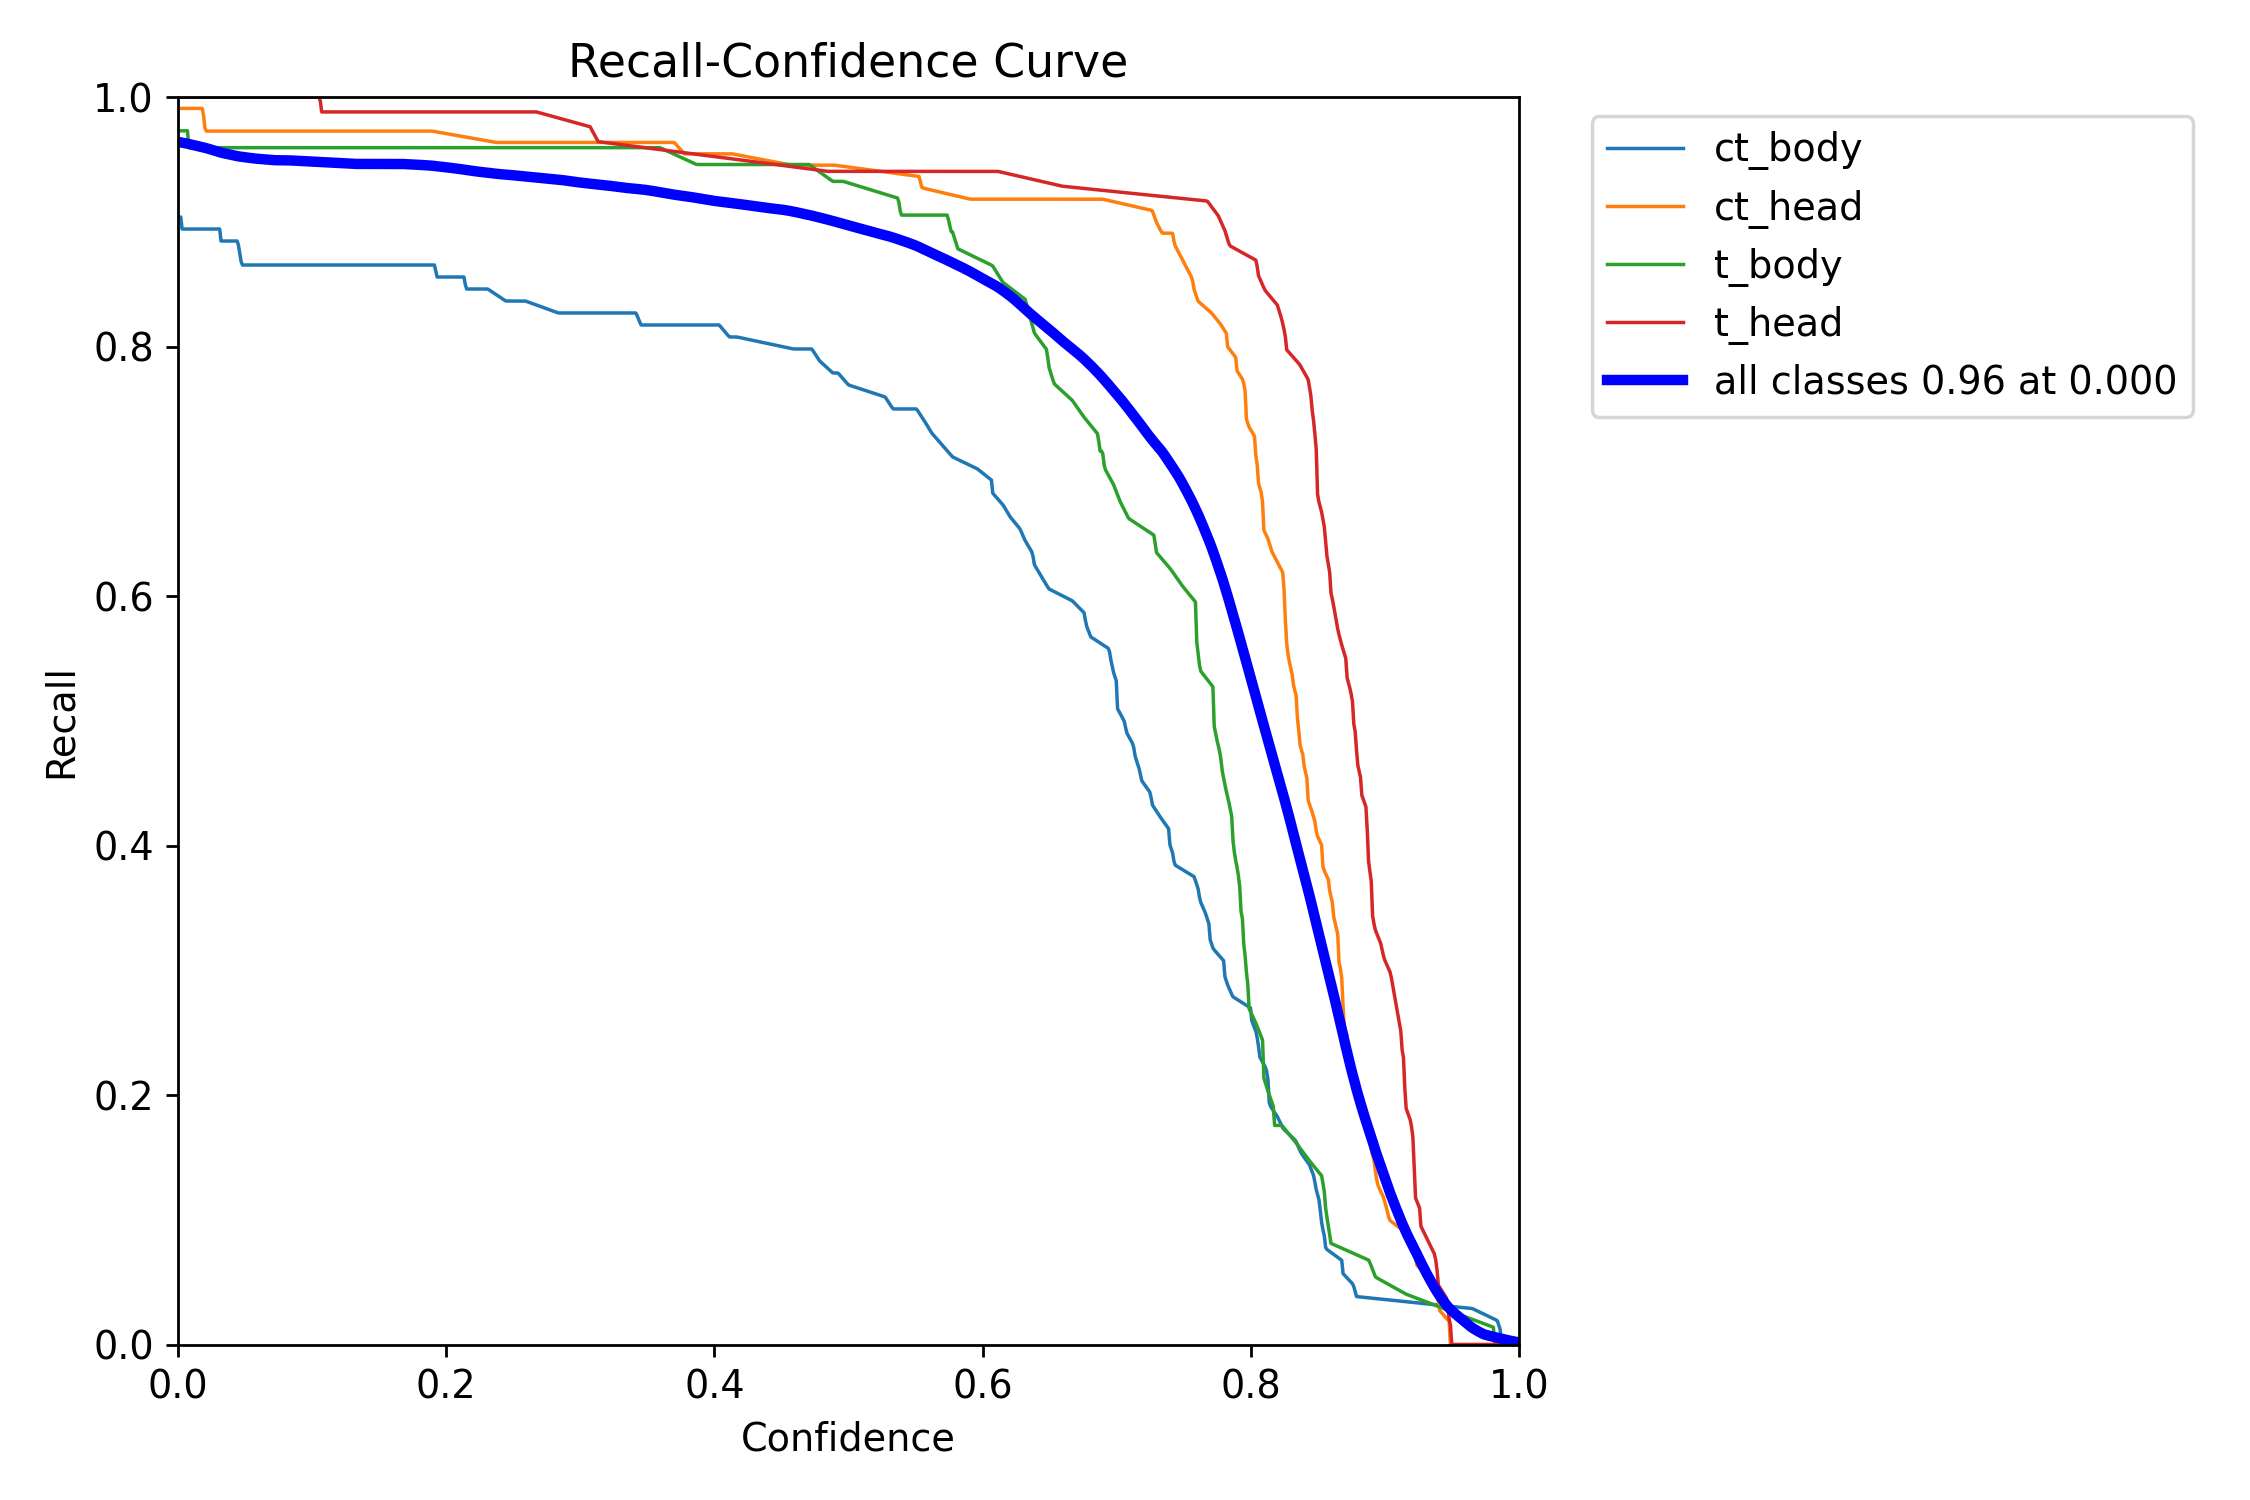 Recall-Confidence Curve
1.0
0.8
0.6
0.4
0.2
0.0
Recall
0.0 0.2 0.4 0.6 0.8 1.0
Confidence
ct_body
ct_head
t_body
t_head
all classes 0.96 at 0.000